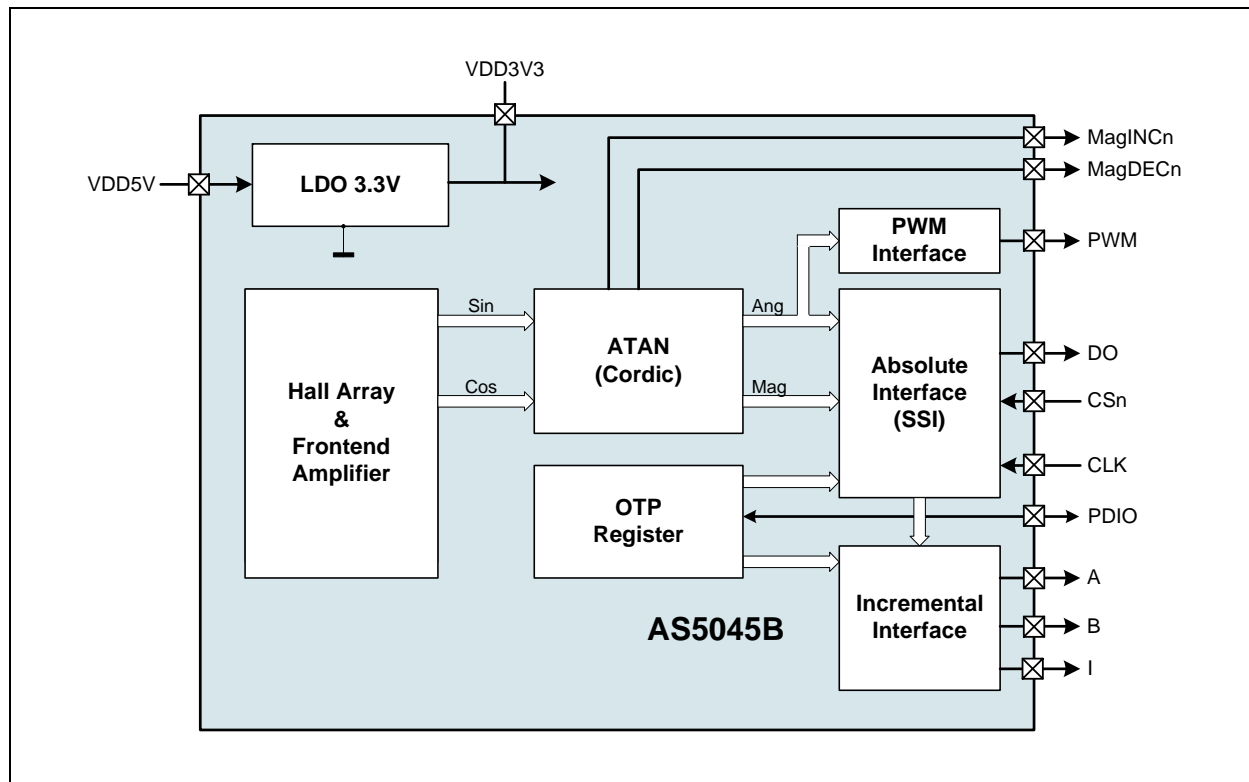 VDD3V3
VDD5V
LDO 3.3V
MagINCn
MagDECn
PWM
Interface
PWM
Hall Array
&
Frontend
Amplifier
Sin
Cos
ATAN
(Cordic)
Ang
Mag
Absolute
Interface
(SSI)
DO
CSn
CLK
OTP
Register
PDIO
Incremental
Interface
A
B
I
AS5045B